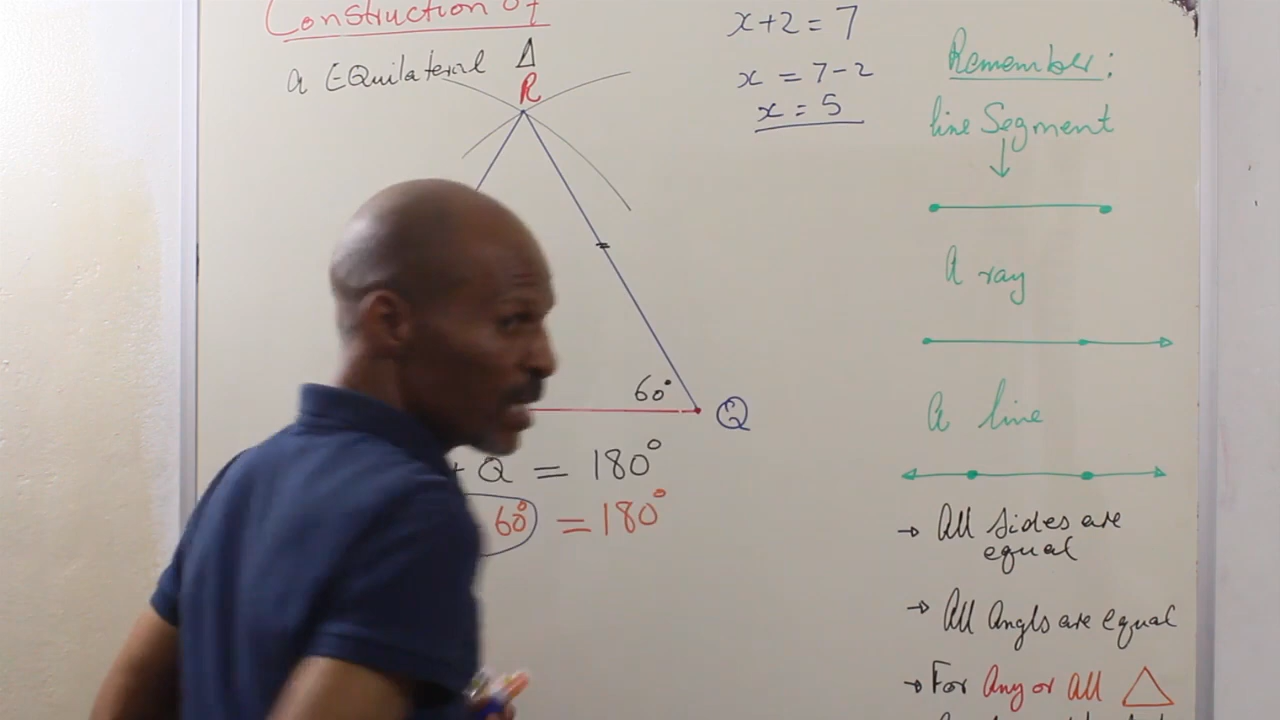 Construction of
a EQuilateral Δ
R
60°
Q
+ Q = 180°
60° = 180°
x+2=7
x = 7-2
x = 5
Remember:
line Segment
A ray
A line
→ All sides are
equal
→ All Angls are equal
→ For Any or All